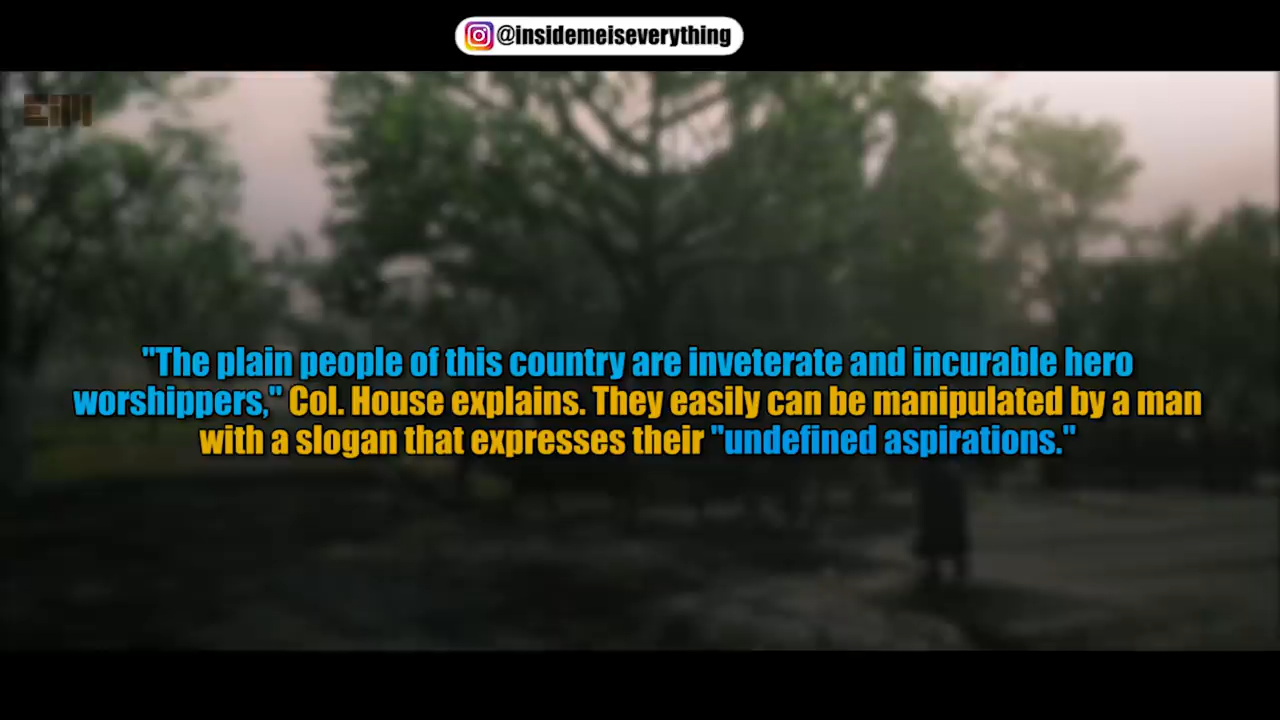 @insidemeiseverything
EIM
"The plain people of this country are inveterate and incurable hero
worshippers," Col. House explains. They easily can be manipulated by a man
with a slogan that expresses their "undefined aspirations."